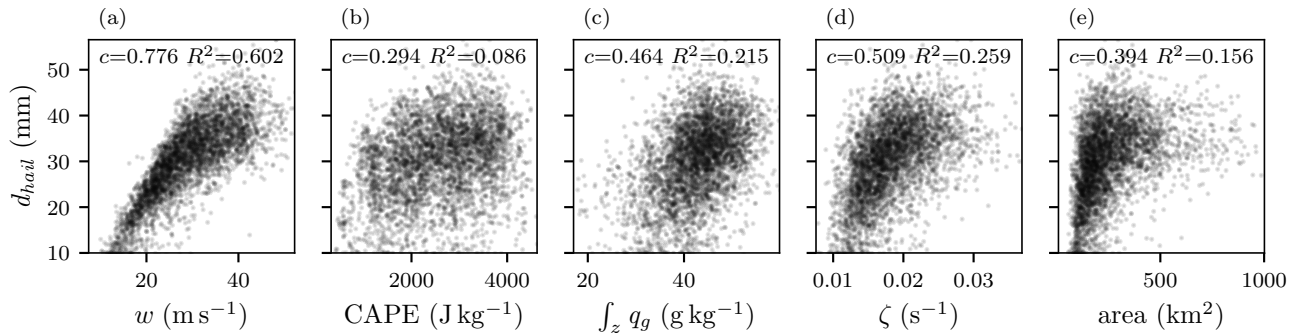 (a) (b) (c) (d) (e)
c=0.776 R²=0.602 c=0.294 R²=0.086 c=0.464 R²=0.215 c=0.509 R²=0.259 c=0.394 R²=0.156
50
40
30
20
10
d_hail (mm)
20 40 2000 4000 20 40 0.01 0.02 0.03 500 1000
w (m s⁻¹) CAPE (J kg⁻¹) ∫_z q_g (g kg⁻¹) ζ (s⁻¹) area (km²)